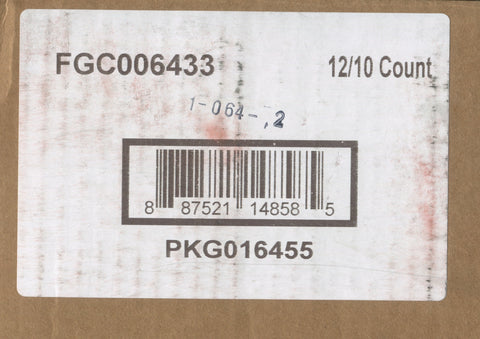 FGC006433
12/10 Count
1-064-,2
8 87521 14858 5
PKG016455